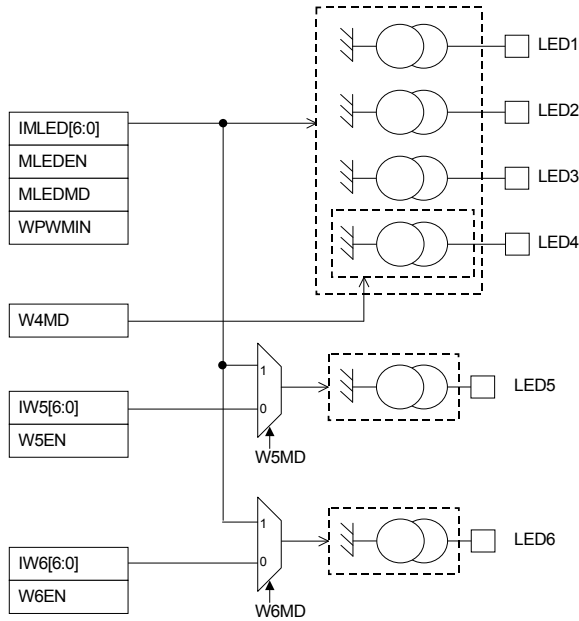 LED1
LED2
LED3
LED4
IMLED[6:0]
MLEDEN
MLEDMD
WPWMIN
W4MD
1
0
LED5
IW5[6:0]
W5EN
W5MD
1
0
LED6
IW6[6:0]
W6EN
W6MD